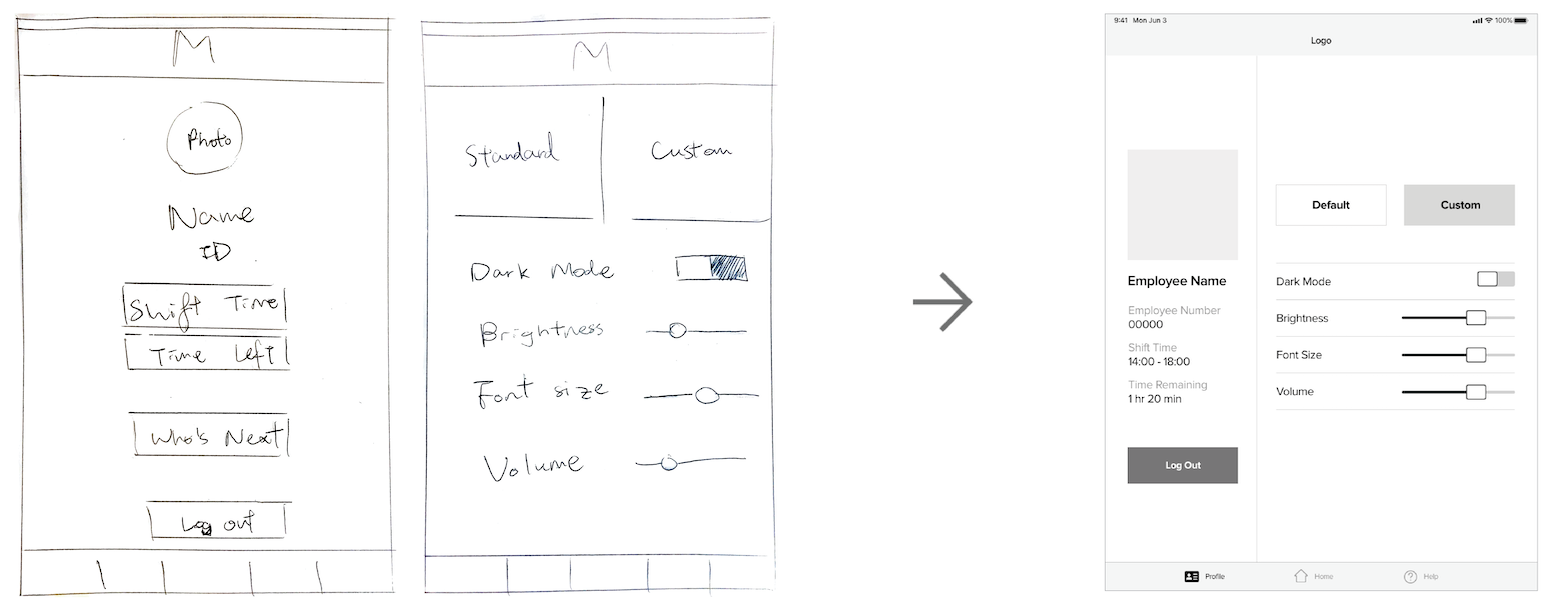 M
Photo
Name
ID
Shift Time
Time Left
Who's Next
Log out
M
Standard
Custom
Dark Mode
Brightness
Font size
Volume
9:41 Mon Jun 3
100%
Logo
Employee Name
Employee Number
00000
Shift Time
14:00 - 18:00
Time Remaining
1 hr 20 min
Log Out
Default
Custom
Dark Mode
Brightness
Font Size
Volume
Profile
Home
Help